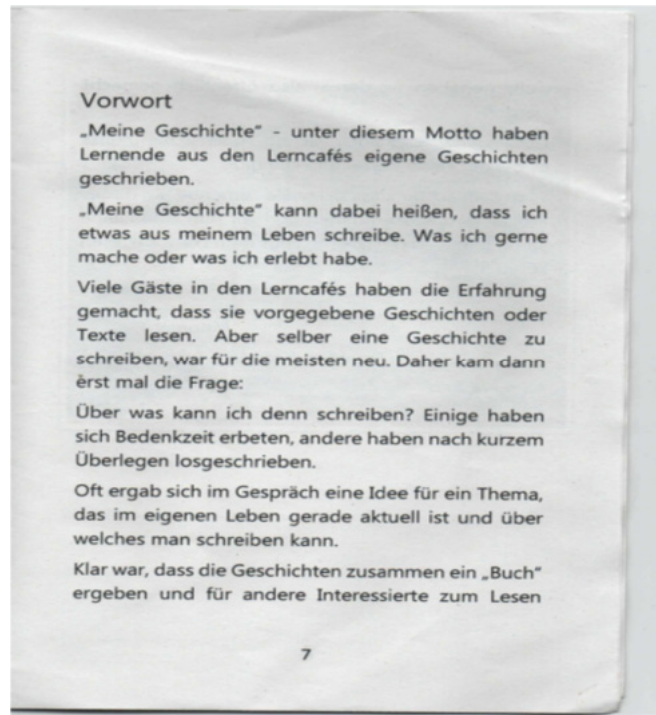 Vorwort
„Meine Geschichte“ - unter diesem Motto haben
Lernende aus den Lerncafés eigene Geschichten
geschrieben.
„Meine Geschichte“ kann dabei heißen, dass ich
etwas aus meinem Leben schreibe. Was ich gerne
mache oder was ich erlebt habe.
Viele Gäste in den Lerncafés haben die Erfahrung
gemacht, dass sie vorgegebene Geschichten oder
Texte lesen. Aber selber eine Geschichte zu
schreiben, war für die meisten neu. Daher kam dann
erst mal die Frage:
Über was kann ich denn schreiben? Einige haben
sich Bedenkzeit erbeten, andere haben nach kurzem
Überlegen losgeschrieben.
Oft ergab sich im Gespräch eine Idee für ein Thema,
das im eigenen Leben gerade aktuell ist und über
welches man schreiben kann.
Klar war, dass die Geschichten zusammen ein „Buch“
ergeben und für andere Interessierte zum Lesen
7